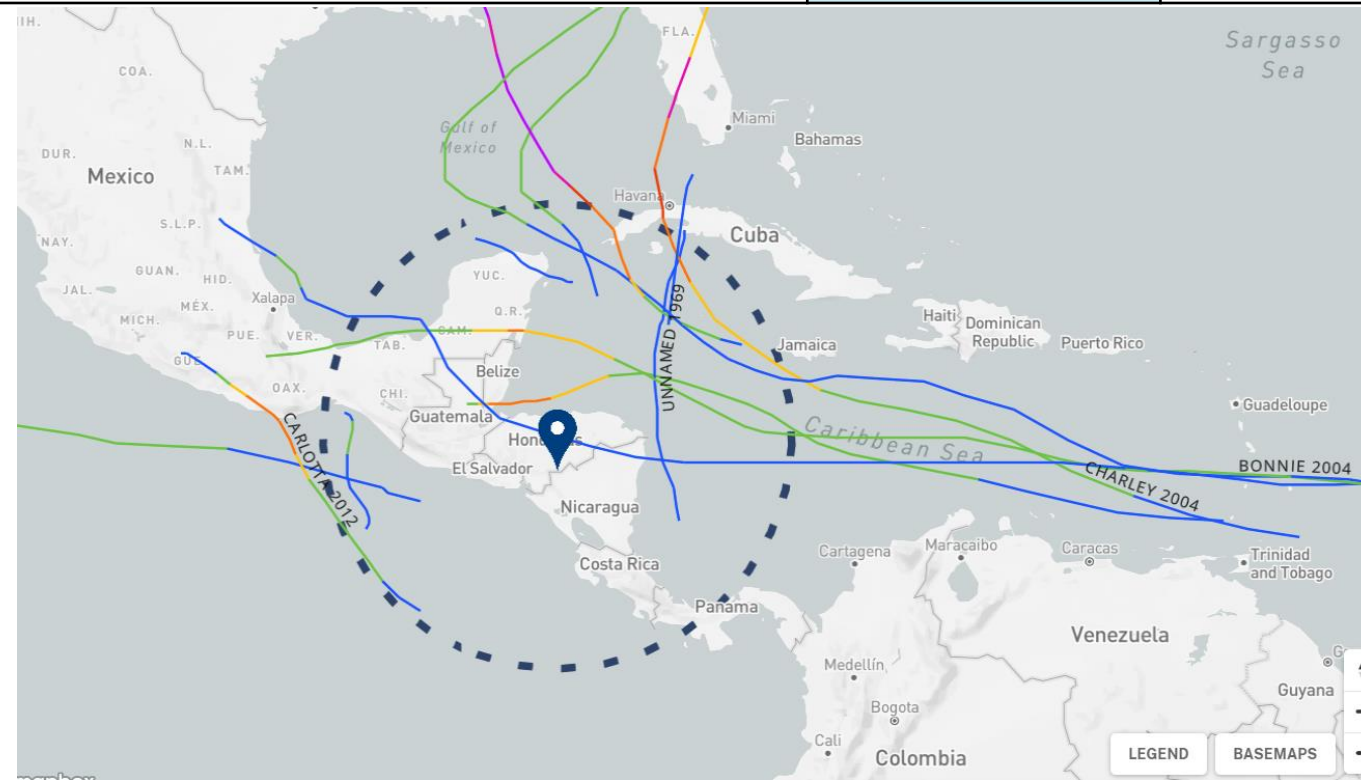 FLA.
Sargasso
Sea
COA.
Gulf of
Mexico
Miami
Bahamas
DUR.
N.L.
Mexico
TAM.
Havana
Cuba
S.L.P.
NAY.
GUAN.
HID.
YUC.
JAL.
MÉX.
Xalapa
Q.R.
MICH.
PUE.
VER.
CAM.
TAB.
UNNAMED 1969
Haiti
Dominican
Republic
Puerto Rico
Jamaica
GUE.
OAX.
CHI.
Belize
Guatemala
Guadeloupe
Honduras
Caribbean Sea
El Salvador
CARLOTTA 2012
CHARLEY 2004
BONNIE 2004
Nicaragua
Costa Rica
Cartagena
Maracaibo
Caracas
Trinidad
and Tobago
Panama
Venezuela
Medellín
Guyana
Bogota
Cali
Colombia
LEGEND
BASEMAPS